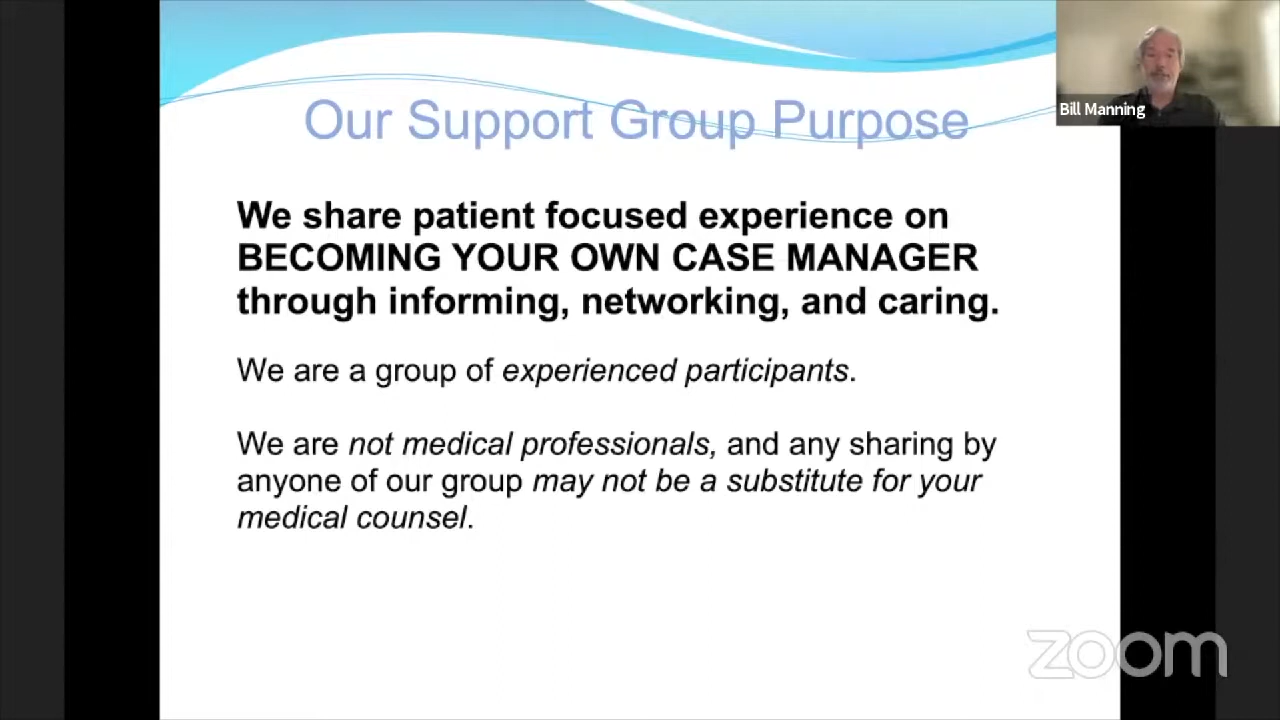 Our Support Group Purpose
Bill Manning
We share patient focused experience on
BECOMING YOUR OWN CASE MANAGER
through informing, networking, and caring.
We are a group of experienced participants.
We are not medical professionals, and any sharing by
anyone of our group may not be a substitute for your
medical counsel.
zoom